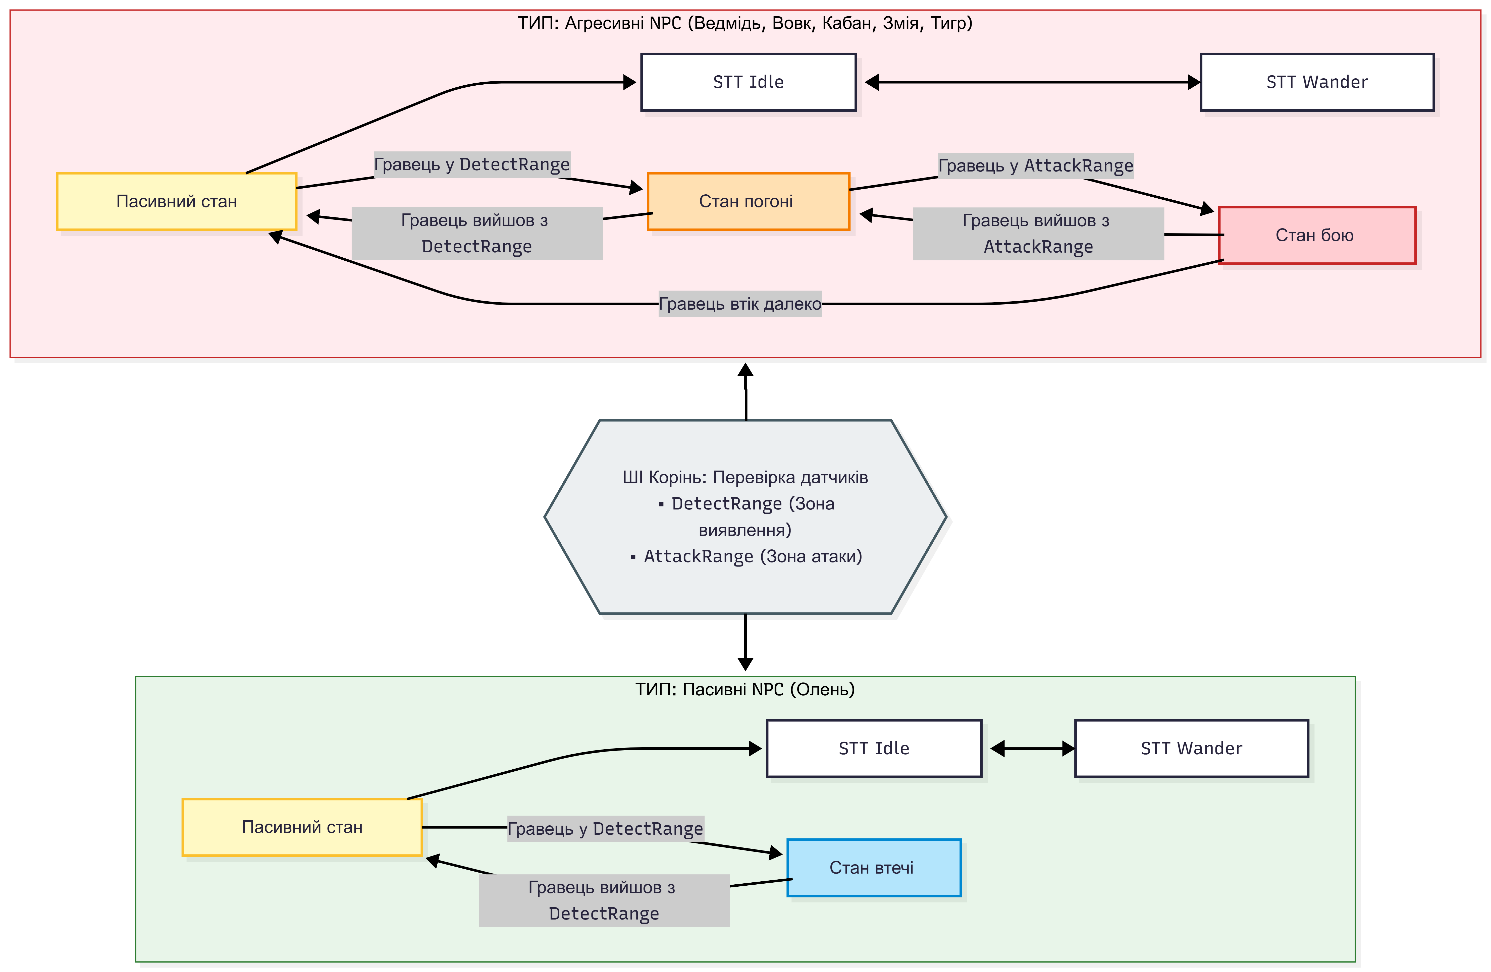 ТИП: Агресивні NPC (Ведмідь, Вовк, Кабан, Змія, Тигр)
STT Idle
STT Wander
Гравець у DetectRange
Гравець у AttackRange
Пасивний стан
Стан погоні
Гравець вийшов з
DetectRange
Гравець вийшов з
AttackRange
Стан бою
Гравець втік далеко
ШІ Корінь: Перевірка датчиків
▪ DetectRange (Зона
виявлення)
▪ AttackRange (Зона атаки)
ТИП: Пасивні NPC (Олень)
STT Idle
STT Wander
Пасивний стан
Гравець у DetectRange
Стан втечі
Гравець вийшов з
DetectRange